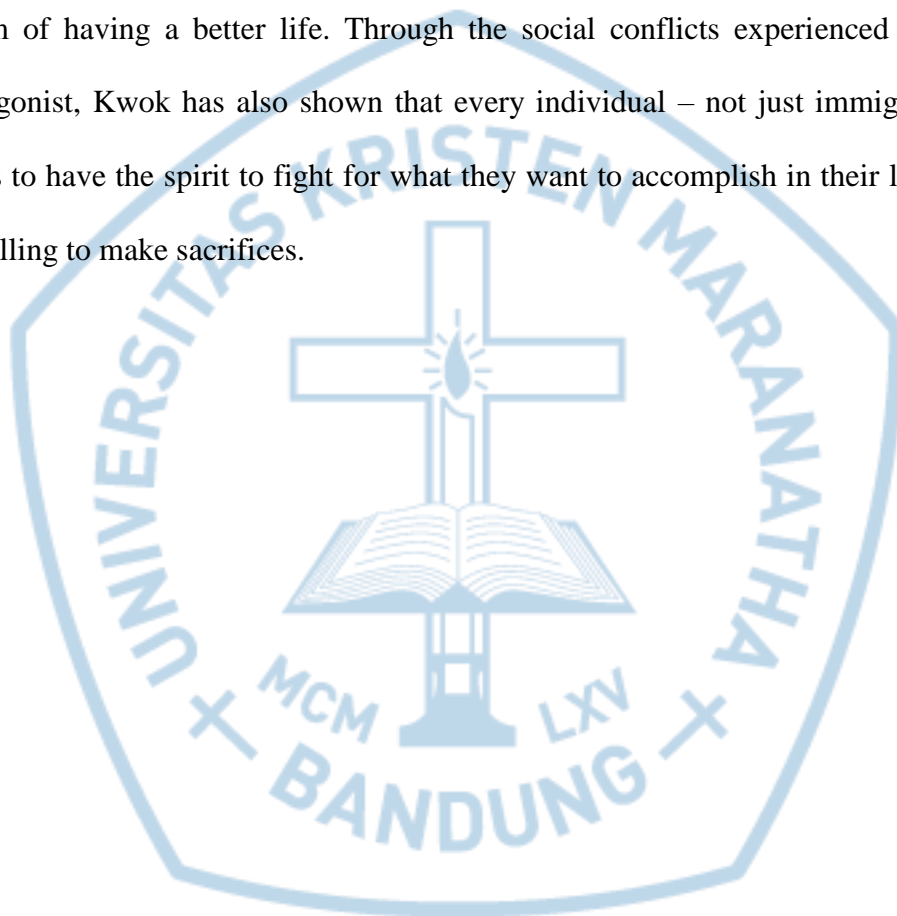 n of having a better life. Through the social conflicts experienced
gonist, Kwok has also shown that every individual – not just immig
s to have the spirit to fight for what they want to accomplish in their l
lling to make sacrifices.
UNIVERSITAS KRISTEN MARANATHA
MCM LXV
BANDUNG